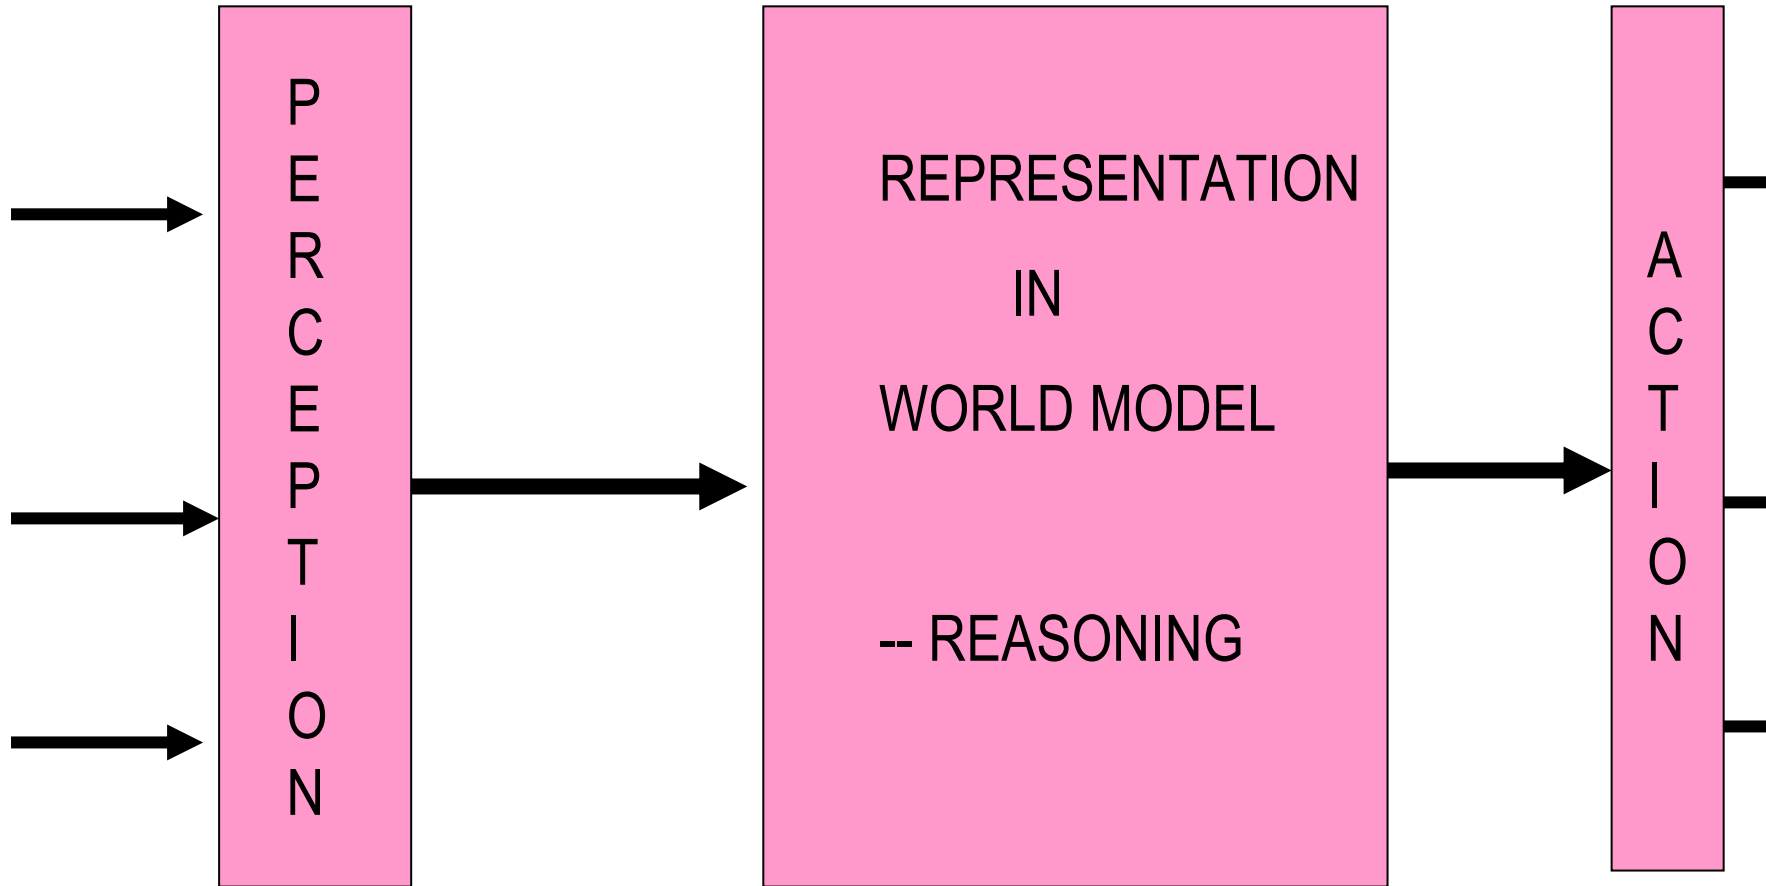 PERCEPTION
REPRESENTATION
IN
WORLD MODEL
-- REASONING
ACTION